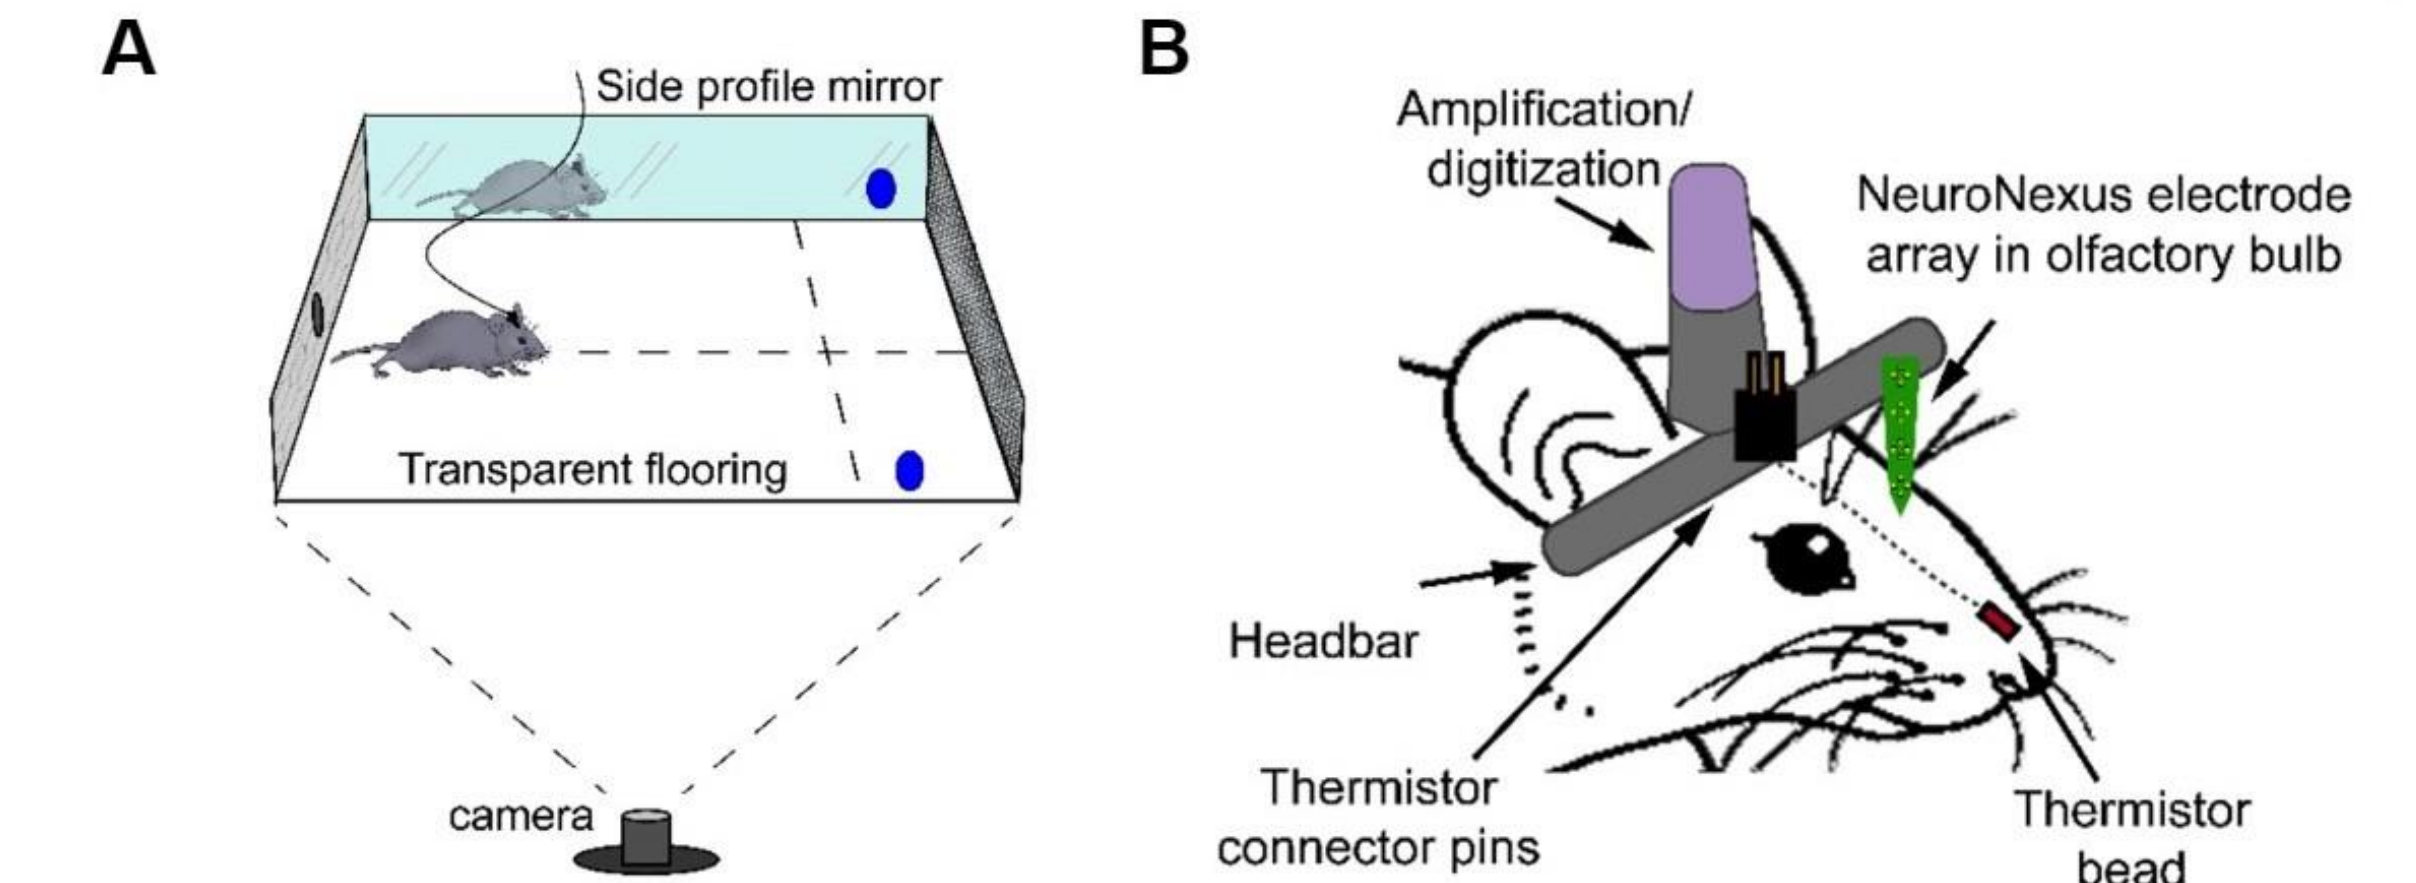 A
Side profile mirror
Transparent flooring
camera
B
Amplification/
digitization
NeuroNexus electrode
array in olfactory bulb
Headbar
Thermistor
connector pins
Thermistor
bead